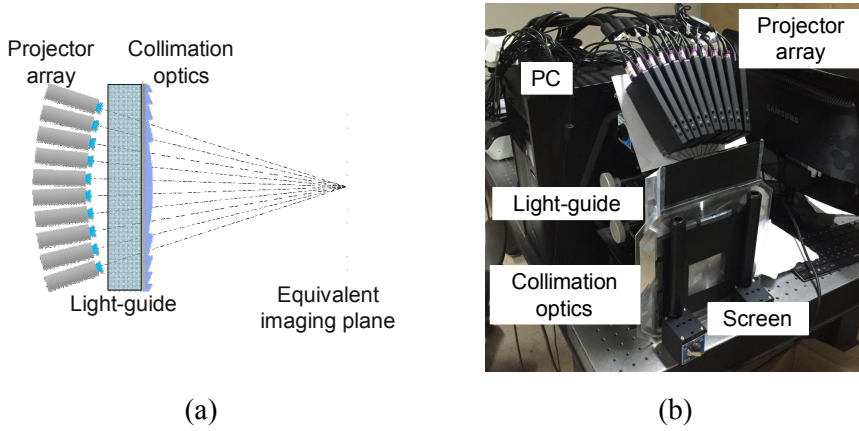 Projector
array
Collimation
optics
Light-guide
Equivalent
imaging plane
(a)
PC
Projector
array
SAMSUNG
Light-guide
Collimation
optics
Screen
(b)